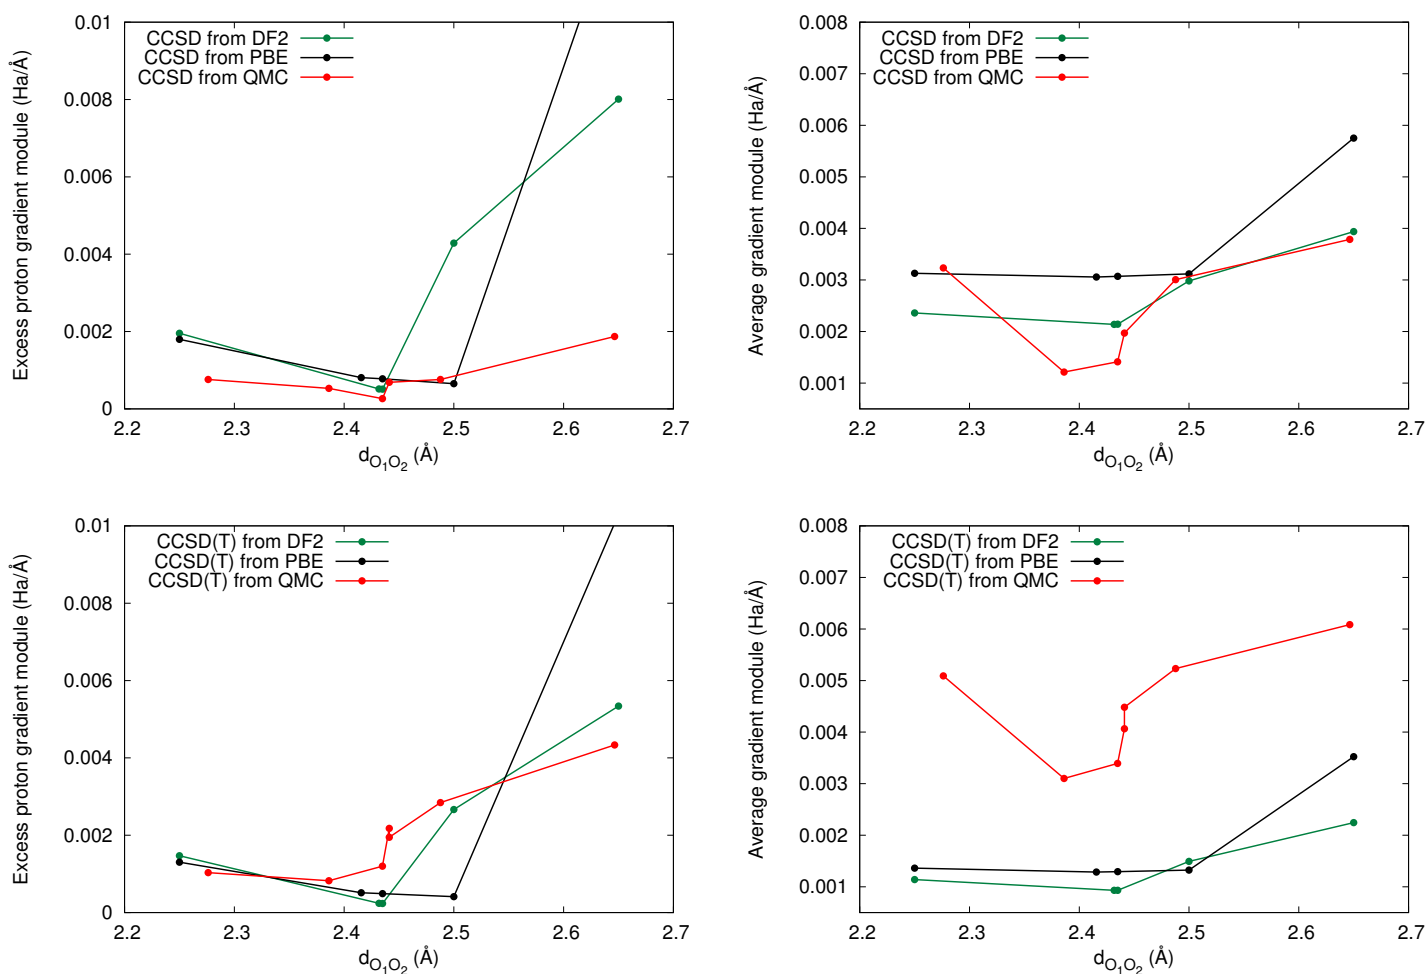 Excess proton gradient module (Ha/Å)
0.01
0.008
0.006
0.004
0.002
0
2.2 2.3 2.4 2.5 2.6 2.7
d_{O_1O_2} (Å)
CCSD from DF2
CCSD from PBE
CCSD from QMC
Average gradient module (Ha/Å)
0.008
0.007
0.006
0.005
0.004
0.003
0.002
0.001
2.2 2.3 2.4 2.5 2.6 2.7
d_{O_1O_2} (Å)
CCSD from DF2
CCSD from PBE
CCSD from QMC
Excess proton gradient module (Ha/Å)
0.01
0.008
0.006
0.004
0.002
0
2.2 2.3 2.4 2.5 2.6 2.7
d_{O_1O_2} (Å)
CCSD(T) from DF2
CCSD(T) from PBE
CCSD(T) from QMC
Average gradient module (Ha/Å)
0.008
0.007
0.006
0.005
0.004
0.003
0.002
0.001
2.2 2.3 2.4 2.5 2.6 2.7
d_{O_1O_2} (Å)
CCSD(T) from DF2
CCSD(T) from PBE
CCSD(T) from QMC